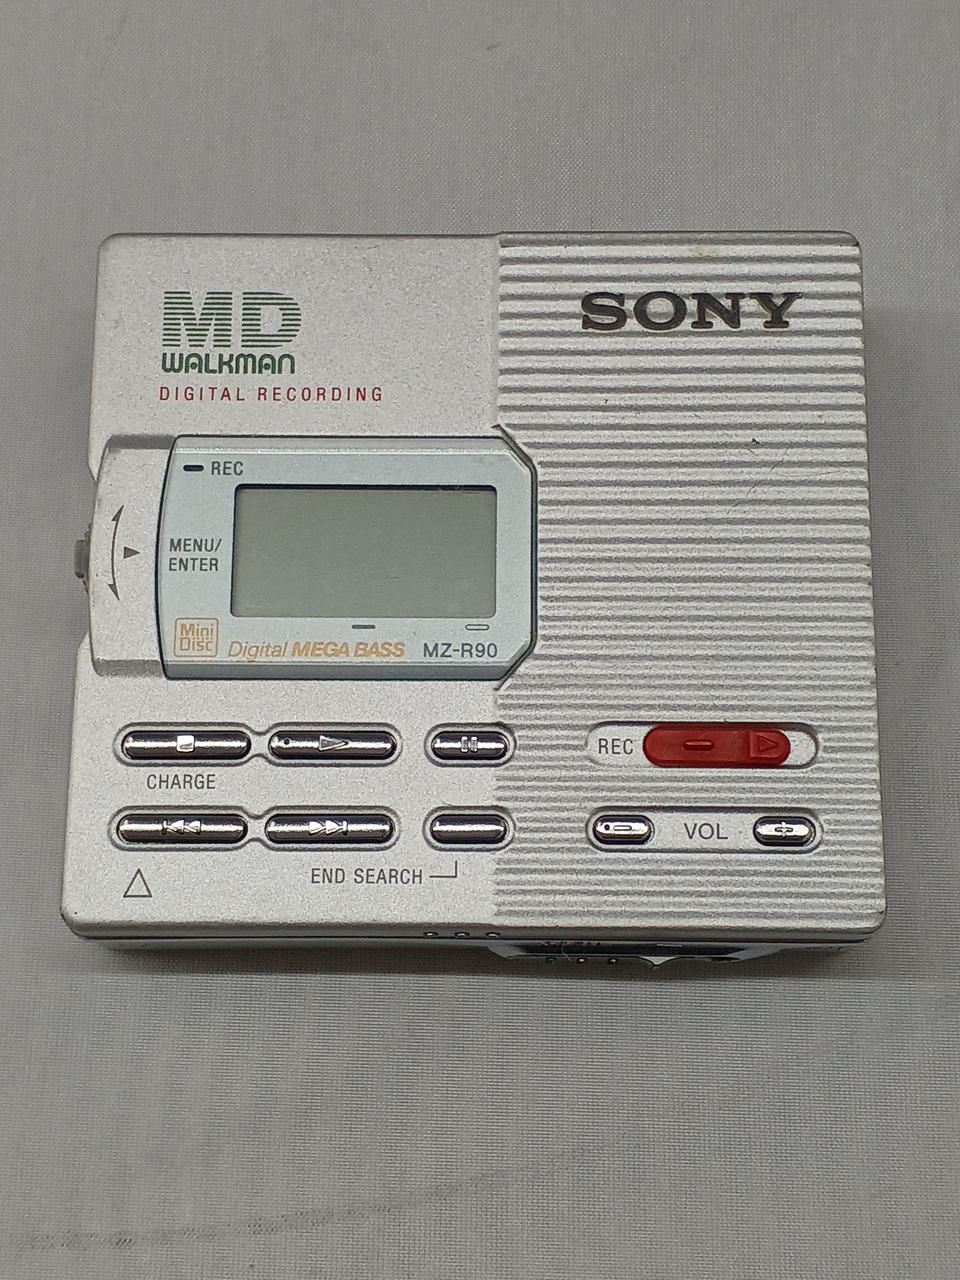 MD
WALKMAN
DIGITAL RECORDING
SONY
REC
MENU/
ENTER
Mini
Disc
Digital MEGA BASS
MZ-R90
REC
CHARGE
VOL
END SEARCH